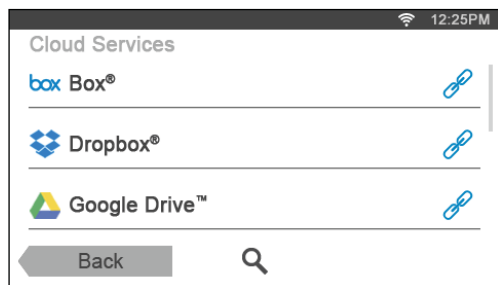 12:25PM
Cloud Services
box Box®
Dropbox®
Google Drive™
Back